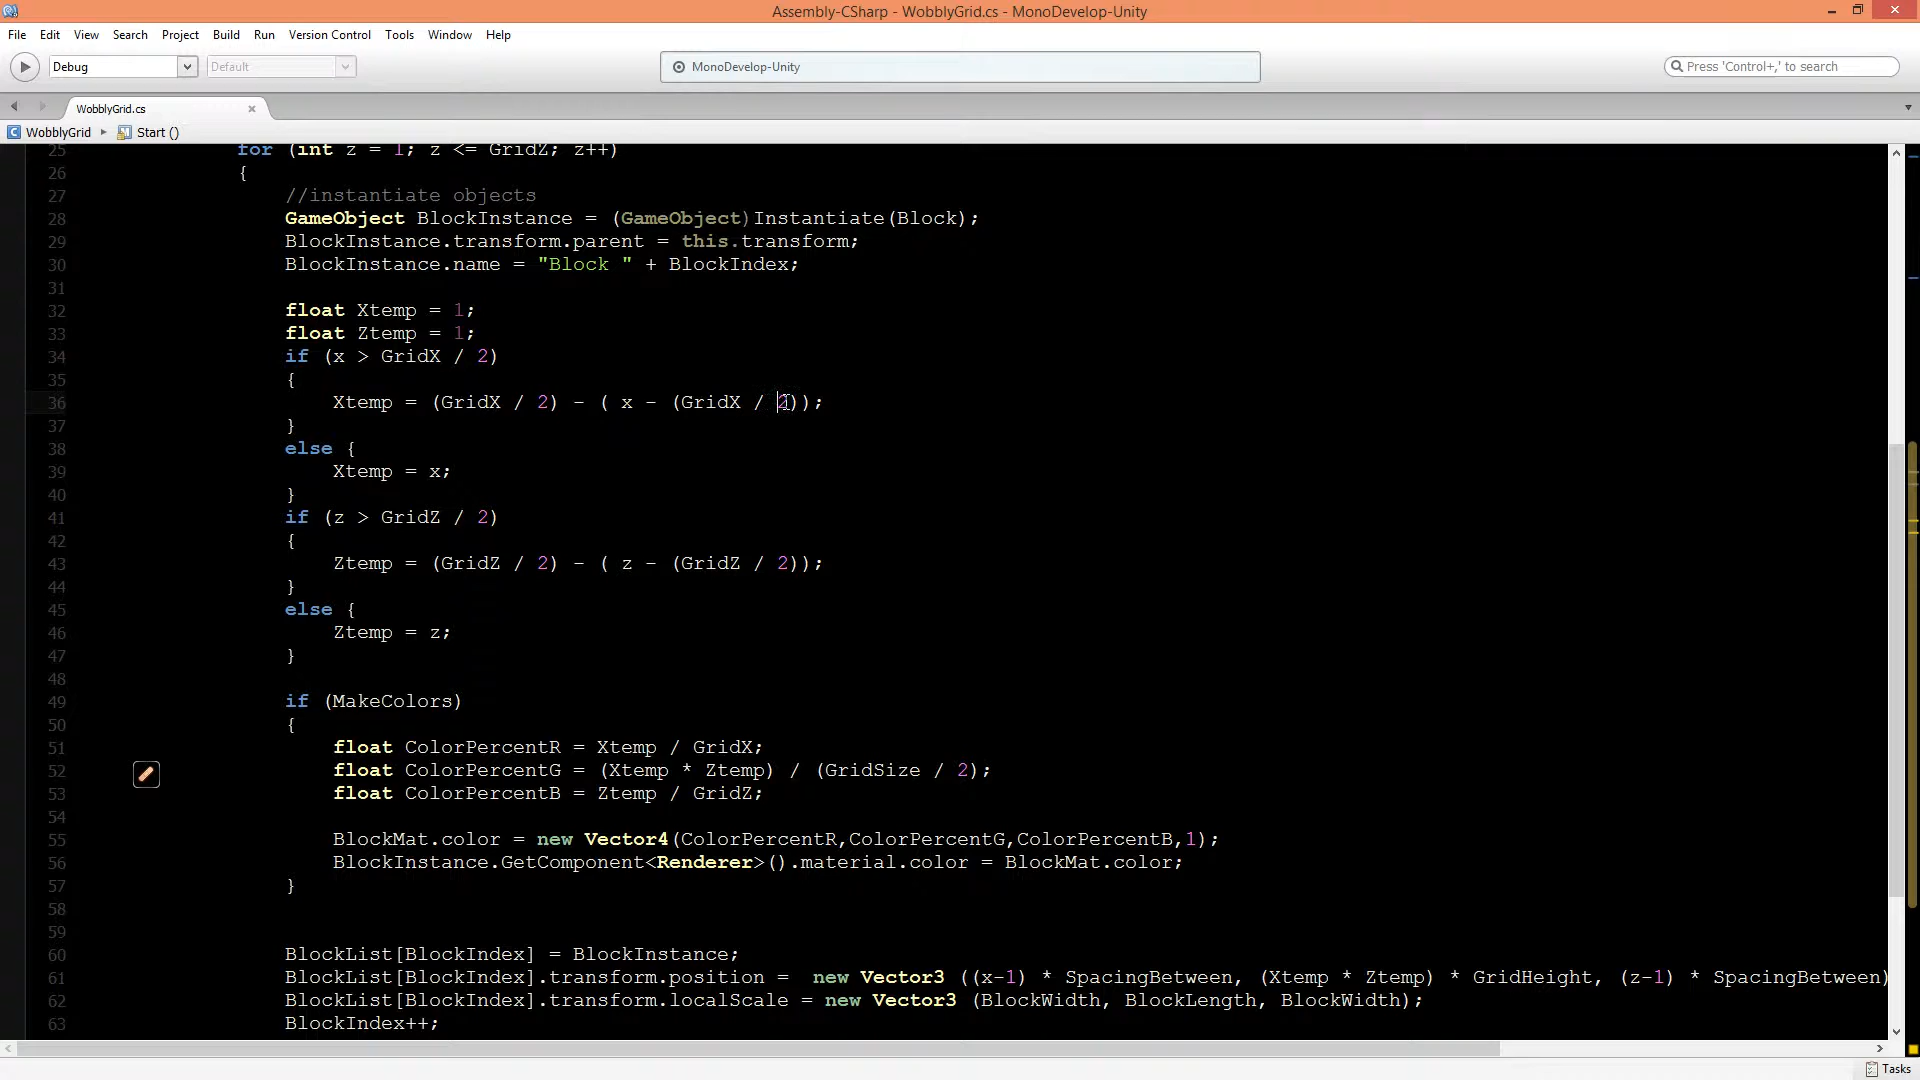 Assembly-CSharp - WobblyGrid.cs - MonoDevelop-Unity
File Edit View Search Project Build Run Version Control Tools Window Help
Debug Default MonoDevelop-Unity Press 'Control+,' to search
WobblyGrid.cs
WobblyGrid Start ()
25 for (int z = 1; z <= GridZ; z++)
26 {
27 //instantiate objects
28 GameObject BlockInstance = (GameObject)Instantiate(Block);
29 BlockInstance.transform.parent = this.transform;
30 BlockInstance.name = "Block " + BlockIndex;
31
32 float Xtemp = 1;
33 float Ztemp = 1;
34 if (x > GridX / 2)
35 {
36 Xtemp = (GridX / 2) - ( x - (GridX / 2));
37 }
38 else {
39 Xtemp = x;
40 }
41 if (z > GridZ / 2)
42 {
43 Ztemp = (GridZ / 2) - ( z - (GridZ / 2));
44 }
45 else {
46 Ztemp = z;
47 }
48
49 if (MakeColors)
50 {
51 float ColorPercentR = Xtemp / GridX;
52 float ColorPercentG = (Xtemp * Ztemp) / (GridSize / 2);
53 float ColorPercentB = Ztemp / GridZ;
54
55 BlockMat.color = new Vector4(ColorPercentR,ColorPercentG,ColorPercentB,1);
56 BlockInstance.GetComponent<Renderer>().material.color = BlockMat.color;
57 }
58
59
60 BlockList[BlockIndex] = BlockInstance;
61 BlockList[BlockIndex].transform.position =  new Vector3 ((x-1) * SpacingBetween, (Xtemp * Ztemp) * GridHeight, (z-1) * SpacingBetween)
62 BlockList[BlockIndex].transform.localScale = new Vector3 (BlockWidth, BlockLength, BlockWidth);
63 BlockIndex++;
Tasks